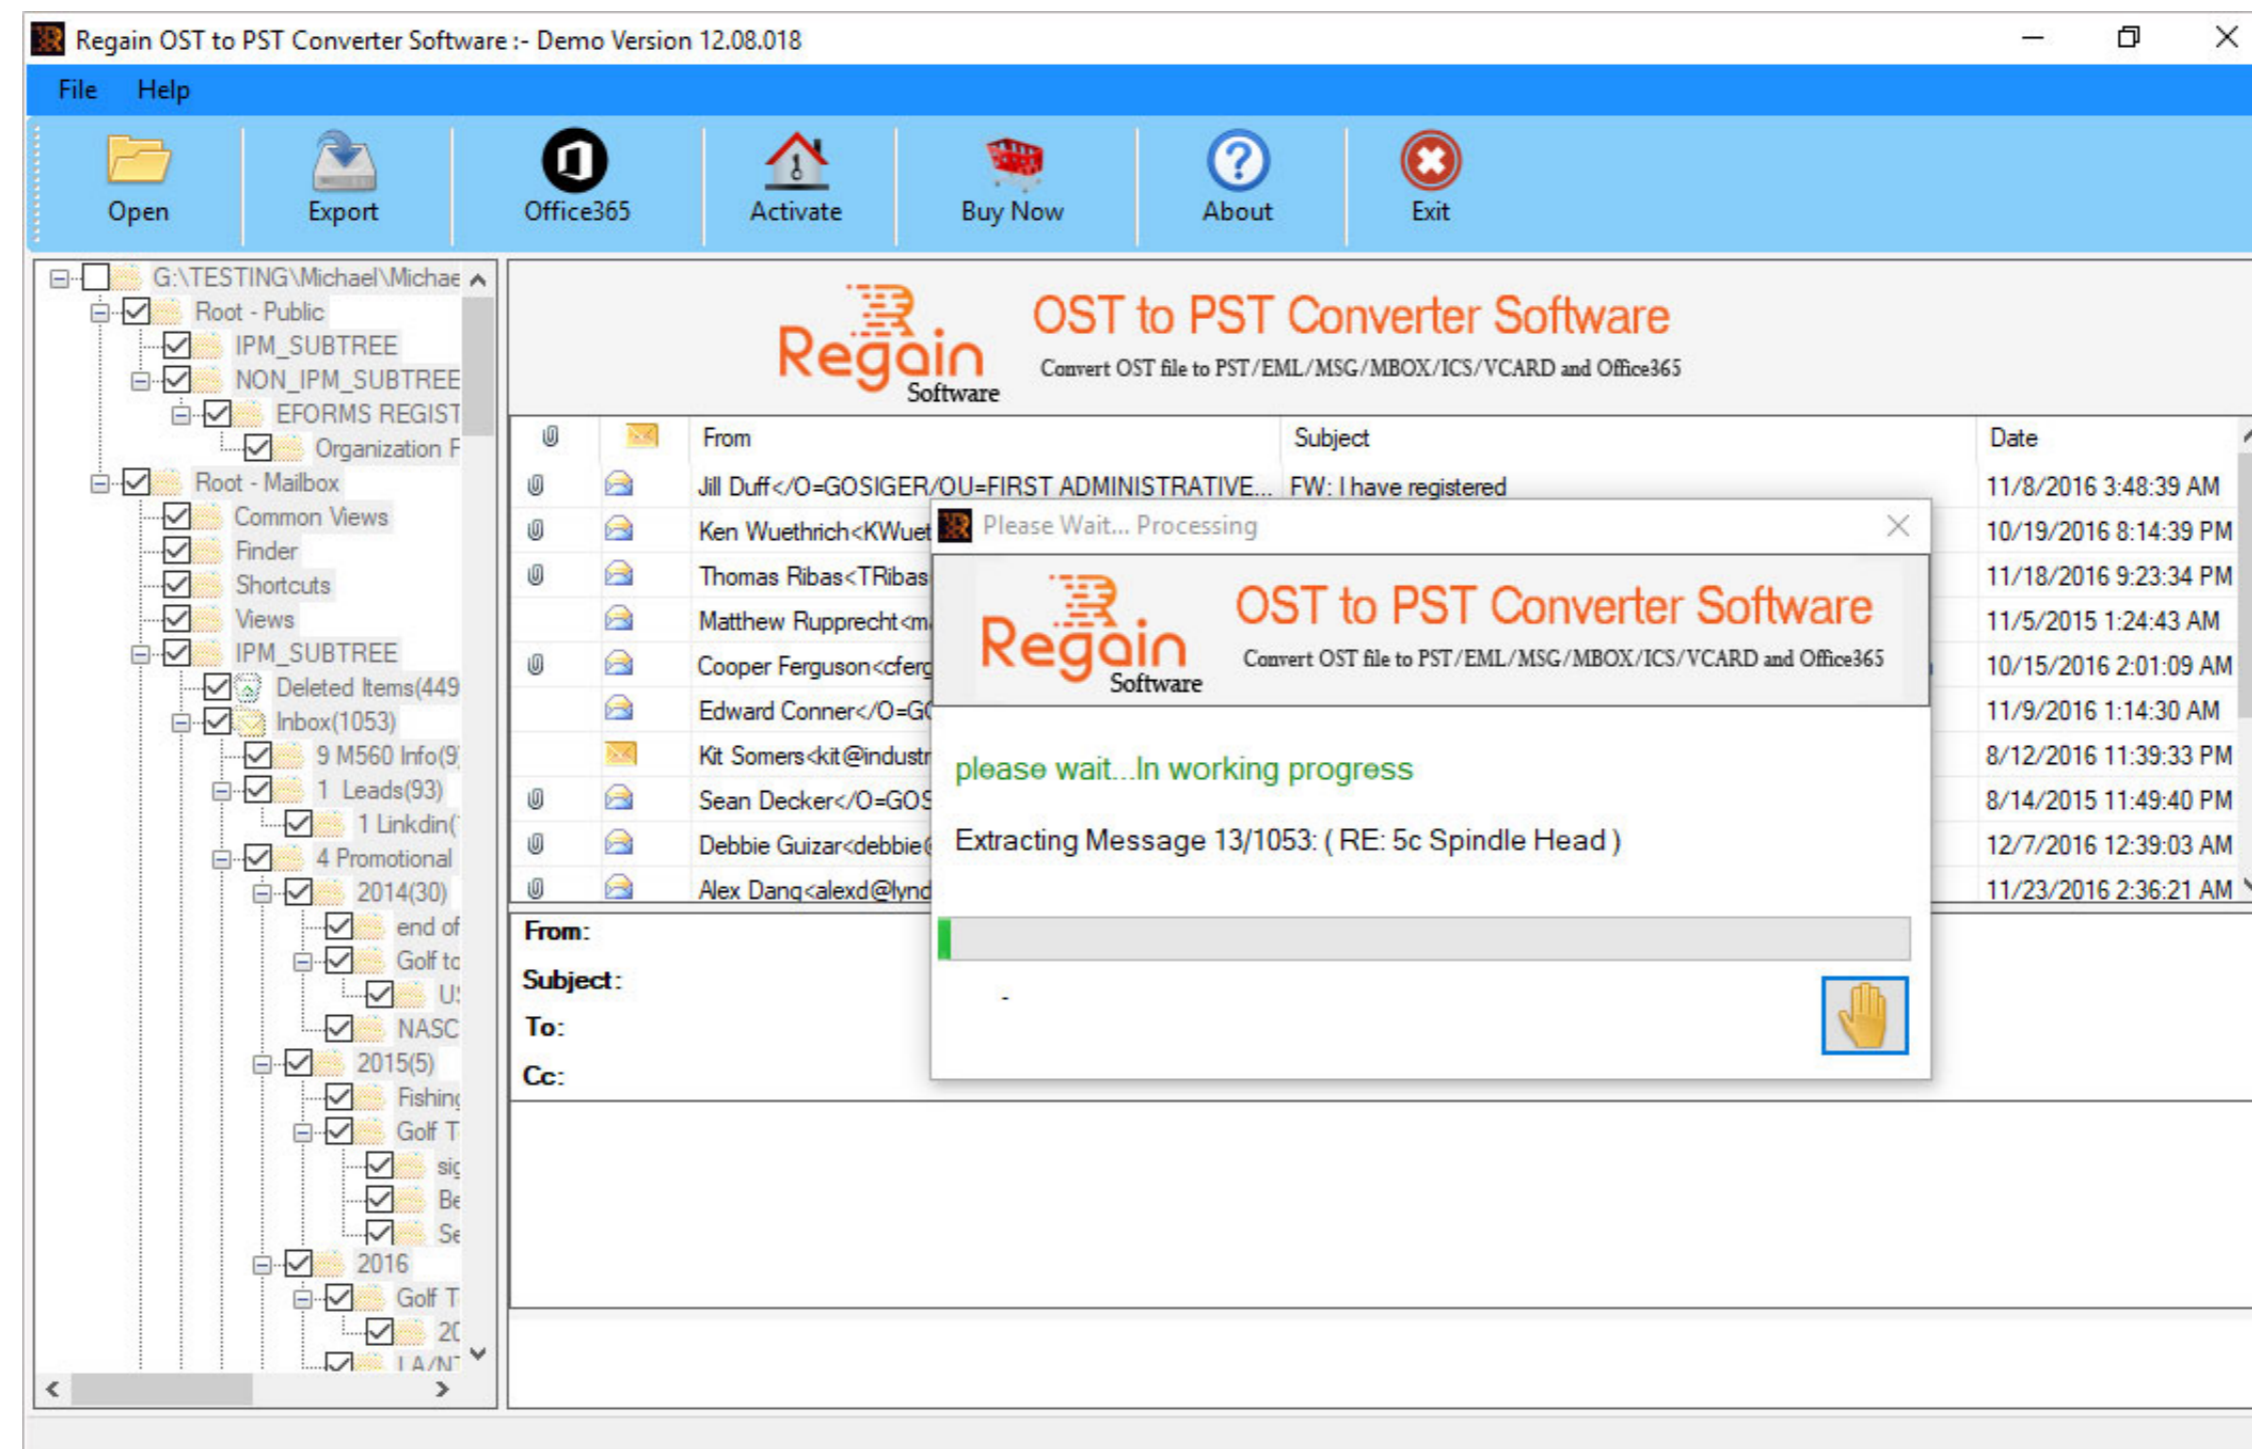 Regain OST to PST Converter Software :- Demo Version 12.08.018
File Help
Open Export Office365 Activate Buy Now About Exit
G:\TESTING\Michael\Michae
Root - Public
IPM_SUBTREE
NON_IPM_SUBTREE
EFORMS REGIST
Organization F
Root - Mailbox
Common Views
Finder
Shortcuts
Views
IPM_SUBTREE
Deleted Items(449
Inbox(1053)
9 M560 Info(9)
1 Leads(93)
1 Linkdin(
4 Promotional
2014(30)
end of
Golf to
US
NASC
2015(5)
Fishing
Golf T
sig
Be
Se
2016
Golf T
20
LA/NT
Regain Software
OST to PST Converter Software
Convert OST file to PST/EML/MSG/MBOX/ICS/VCARD and Office365
From Subject Date
Jill Duff</O=GOSIGER/OU=FIRST ADMINISTRATIVE... FW: I have registered 11/8/2016 3:48:39 AM
Ken Wuethrich<KWuet 10/19/2016 8:14:39 PM
Thomas Ribas<TRibas 11/18/2016 9:23:34 PM
Matthew Rupprecht<m 11/5/2015 1:24:43 AM
Cooper Ferguson<cferg 10/15/2016 2:01:09 AM
Edward Conner</O=GO 11/9/2016 1:14:30 AM
Kit Somers<kit@industr 8/12/2016 11:39:33 PM
Sean Decker</O=GOS 8/14/2015 11:49:40 PM
Debbie Guizar<debbie@ 12/7/2016 12:39:03 AM
Alex Dang<alexd@lynd 11/23/2016 2:36:21 AM
From:
Subject:
To:
Cc:
Please Wait... Processing
Regain Software
OST to PST Converter Software
Convert OST file to PST/EML/MSG/MBOX/ICS/VCARD and Office365
please wait...In working progress
Extracting Message 13/1053: ( RE: 5c Spindle Head )
-